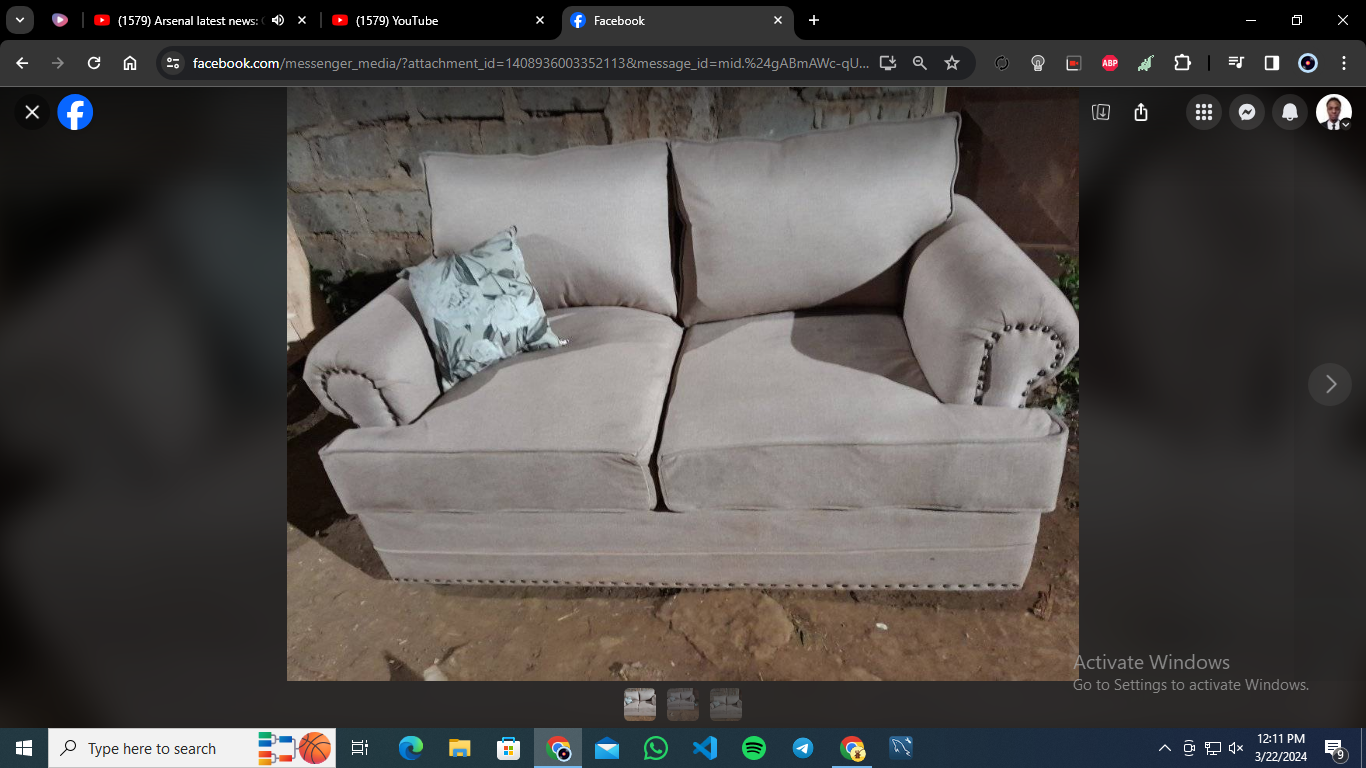 (1579) Arsenal latest news:
(1579) YouTube
Facebook
facebook.com/messenger_media/?attachment_id=1408936003352113&message_id=mid.%24gABmAWc-qU...
ABP
Activate Windows
Go to Settings to activate Windows.
Type here to search
12:11 PM
3/22/2024
9